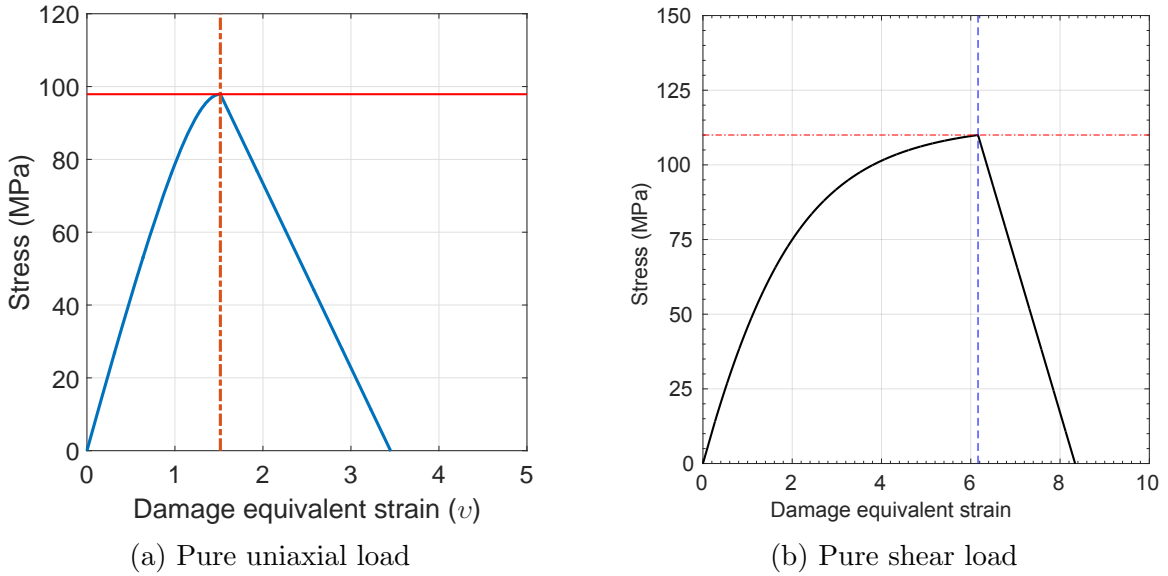 120
100
80
60
40
20
0
Stress (MPa)
0 1 2 3 4 5
Damage equivalent strain (υ)
(a) Pure uniaxial load
150
125
100
75
50
25
0
Stress (MPa)
0 2 4 6 8 10
Damage equivalent strain
(b) Pure shear load